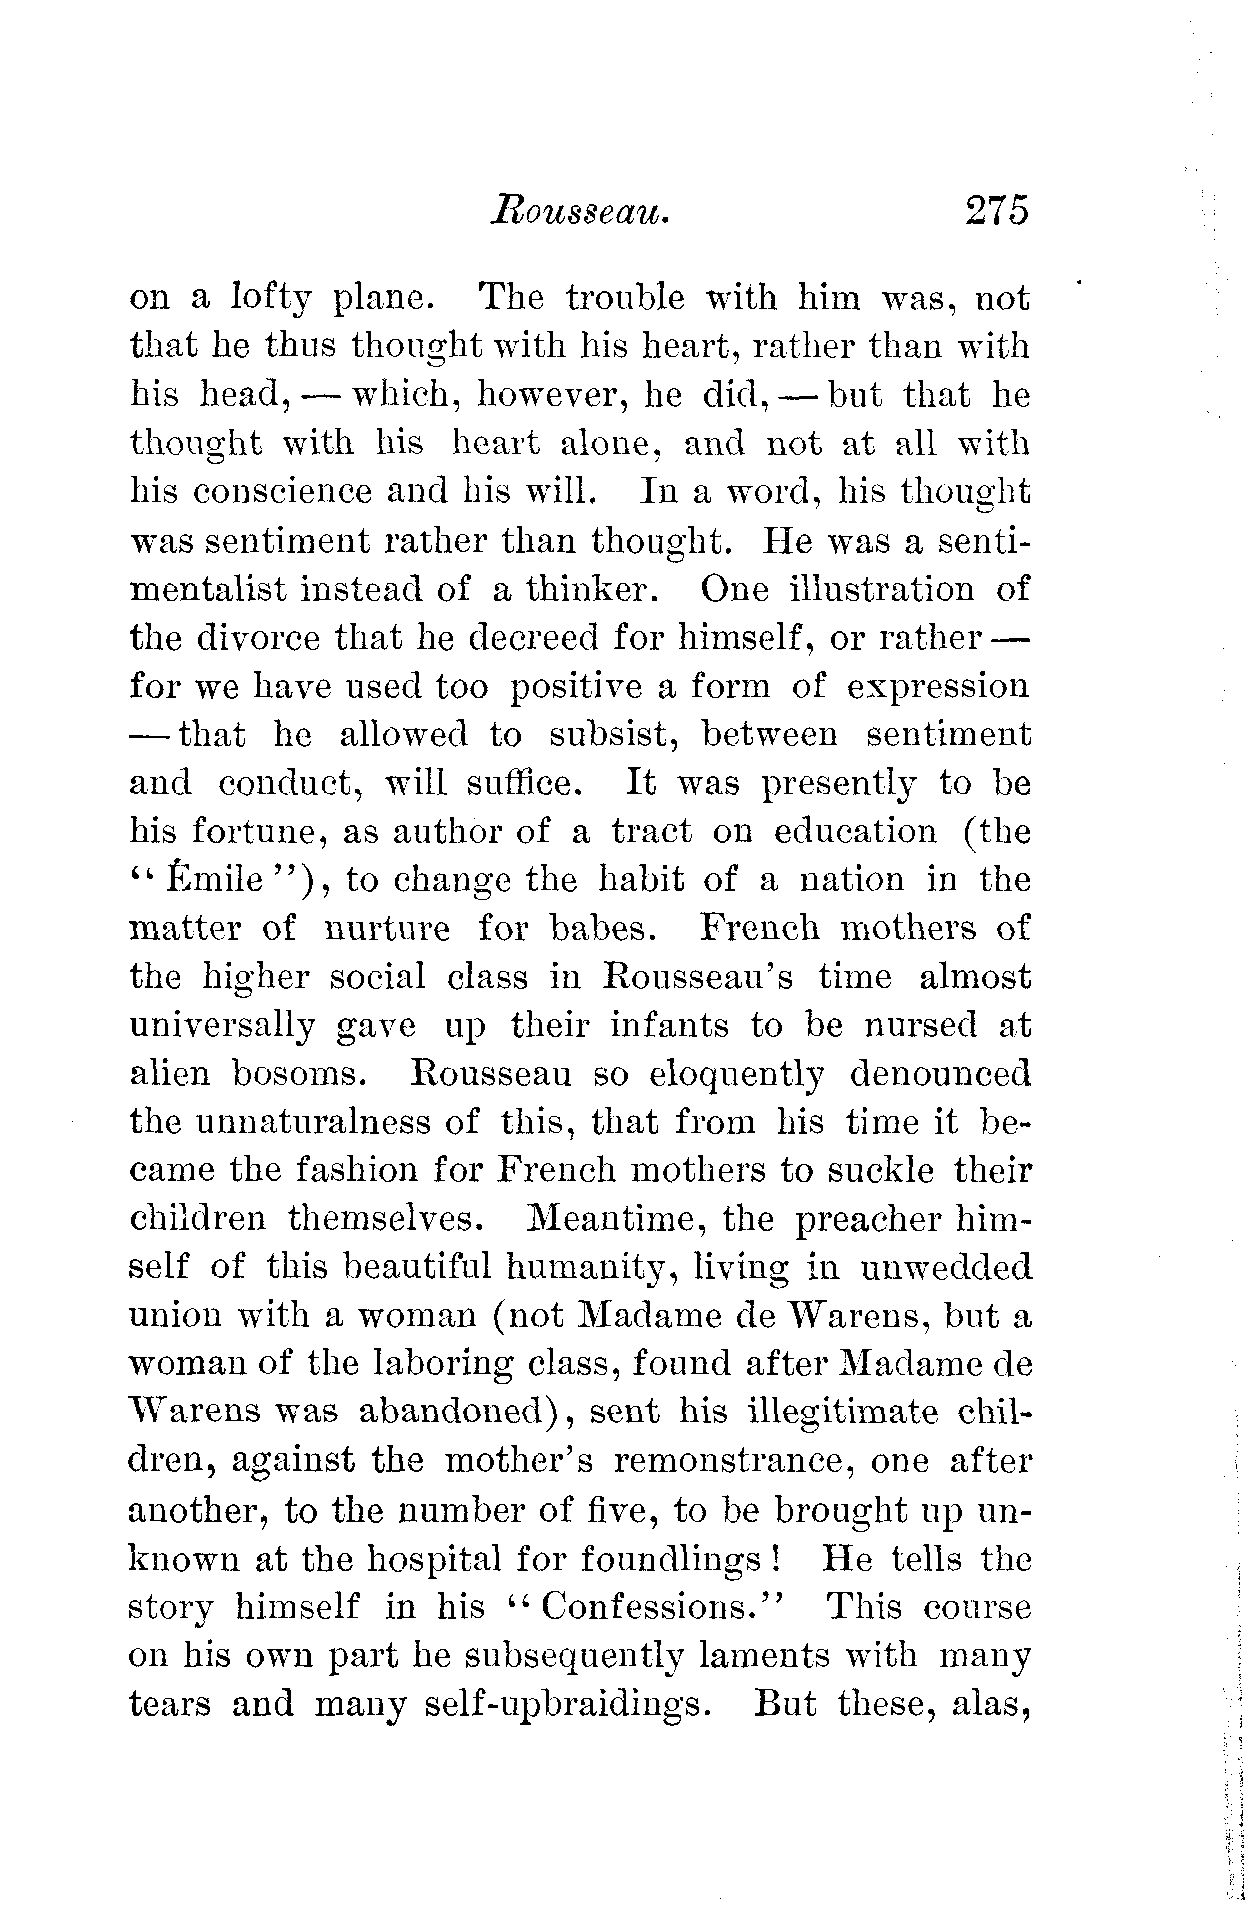 Rousseau. 275
on a lofty plane. The trouble with him was, not
that he thus thought with his heart, rather than with
his head, — which, however, he did, — but that he
thought with his heart alone, and not at all with
his conscience and his will. In a word, his thought
was sentiment rather than thought. He was a senti-
mentalist instead of a thinker. One illustration of
the divorce that he decreed for himself, or rather —
for we have used too positive a form of expression
— that he allowed to subsist, between sentiment
and conduct, will suffice. It was presently to be
his fortune, as author of a tract on education (the
“ Émile ”), to change the habit of a nation in the
matter of nurture for babes. French mothers of
the higher social class in Rousseau’s time almost
universally gave up their infants to be nursed at
alien bosoms. Rousseau so eloquently denounced
the unnaturalness of this, that from his time it be-
came the fashion for French mothers to suckle their
children themselves. Meantime, the preacher him-
self of this beautiful humanity, living in unwedded
union with a woman (not Madame de Warens, but a
woman of the laboring class, found after Madame de
Warens was abandoned), sent his illegitimate chil-
dren, against the mother’s remonstrance, one after
another, to the number of five, to be brought up un-
known at the hospital for foundlings ! He tells the
story himself in his “ Confessions.” This course
on his own part he subsequently laments with many
tears and many self-upbraidings. But these, alas,